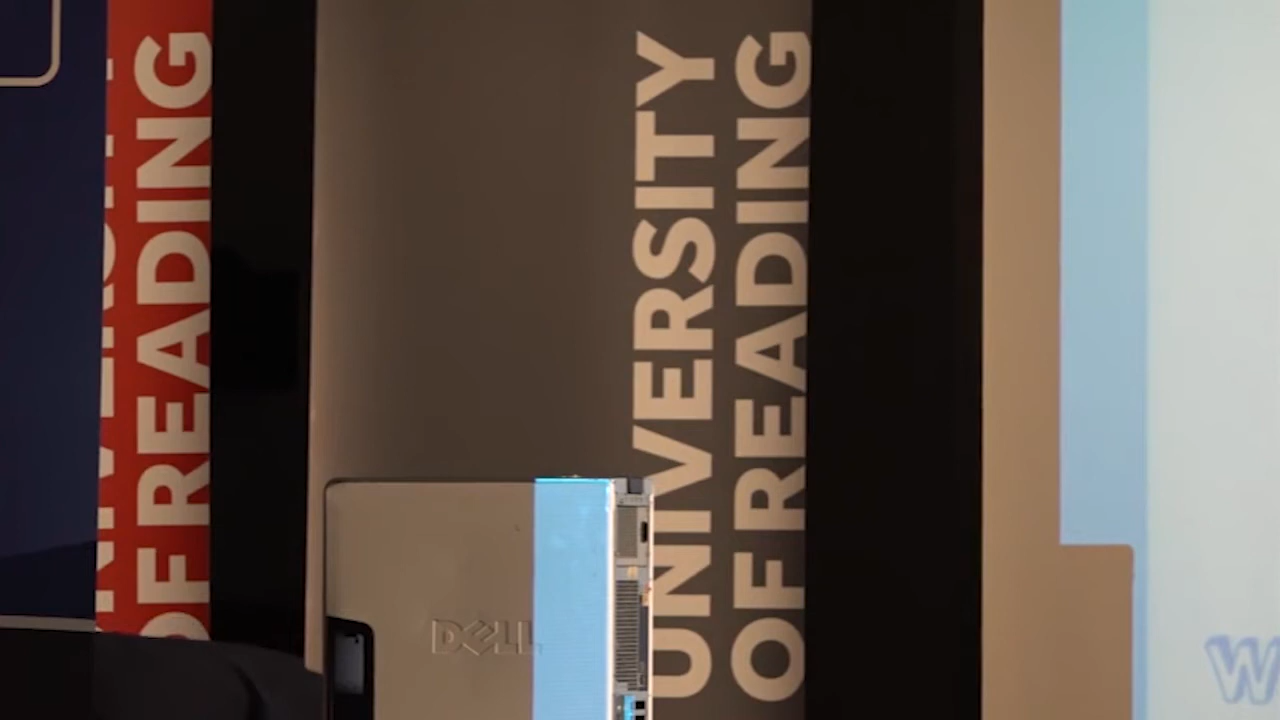 OF READING
UNIVERSITY
OF READING
DELL
W